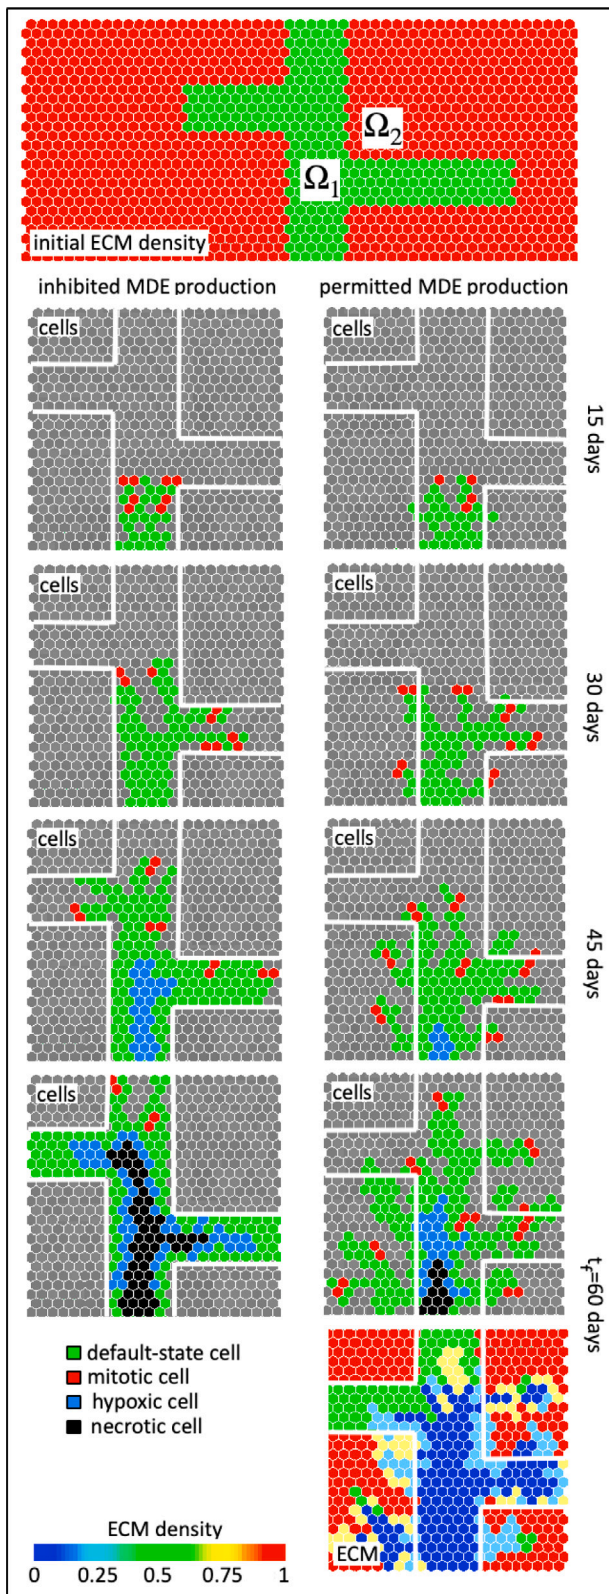 Ω₂
Ω₁
initial ECM density
inhibited MDE production
permitted MDE production
cells
cells
15 days
cells
cells
30 days
cells
cells
45 days
cells
cells
t_f=60 days
default-state cell
mitotic cell
hypoxic cell
necrotic cell
ECM
ECM density
0 0.25 0.5 0.75 1